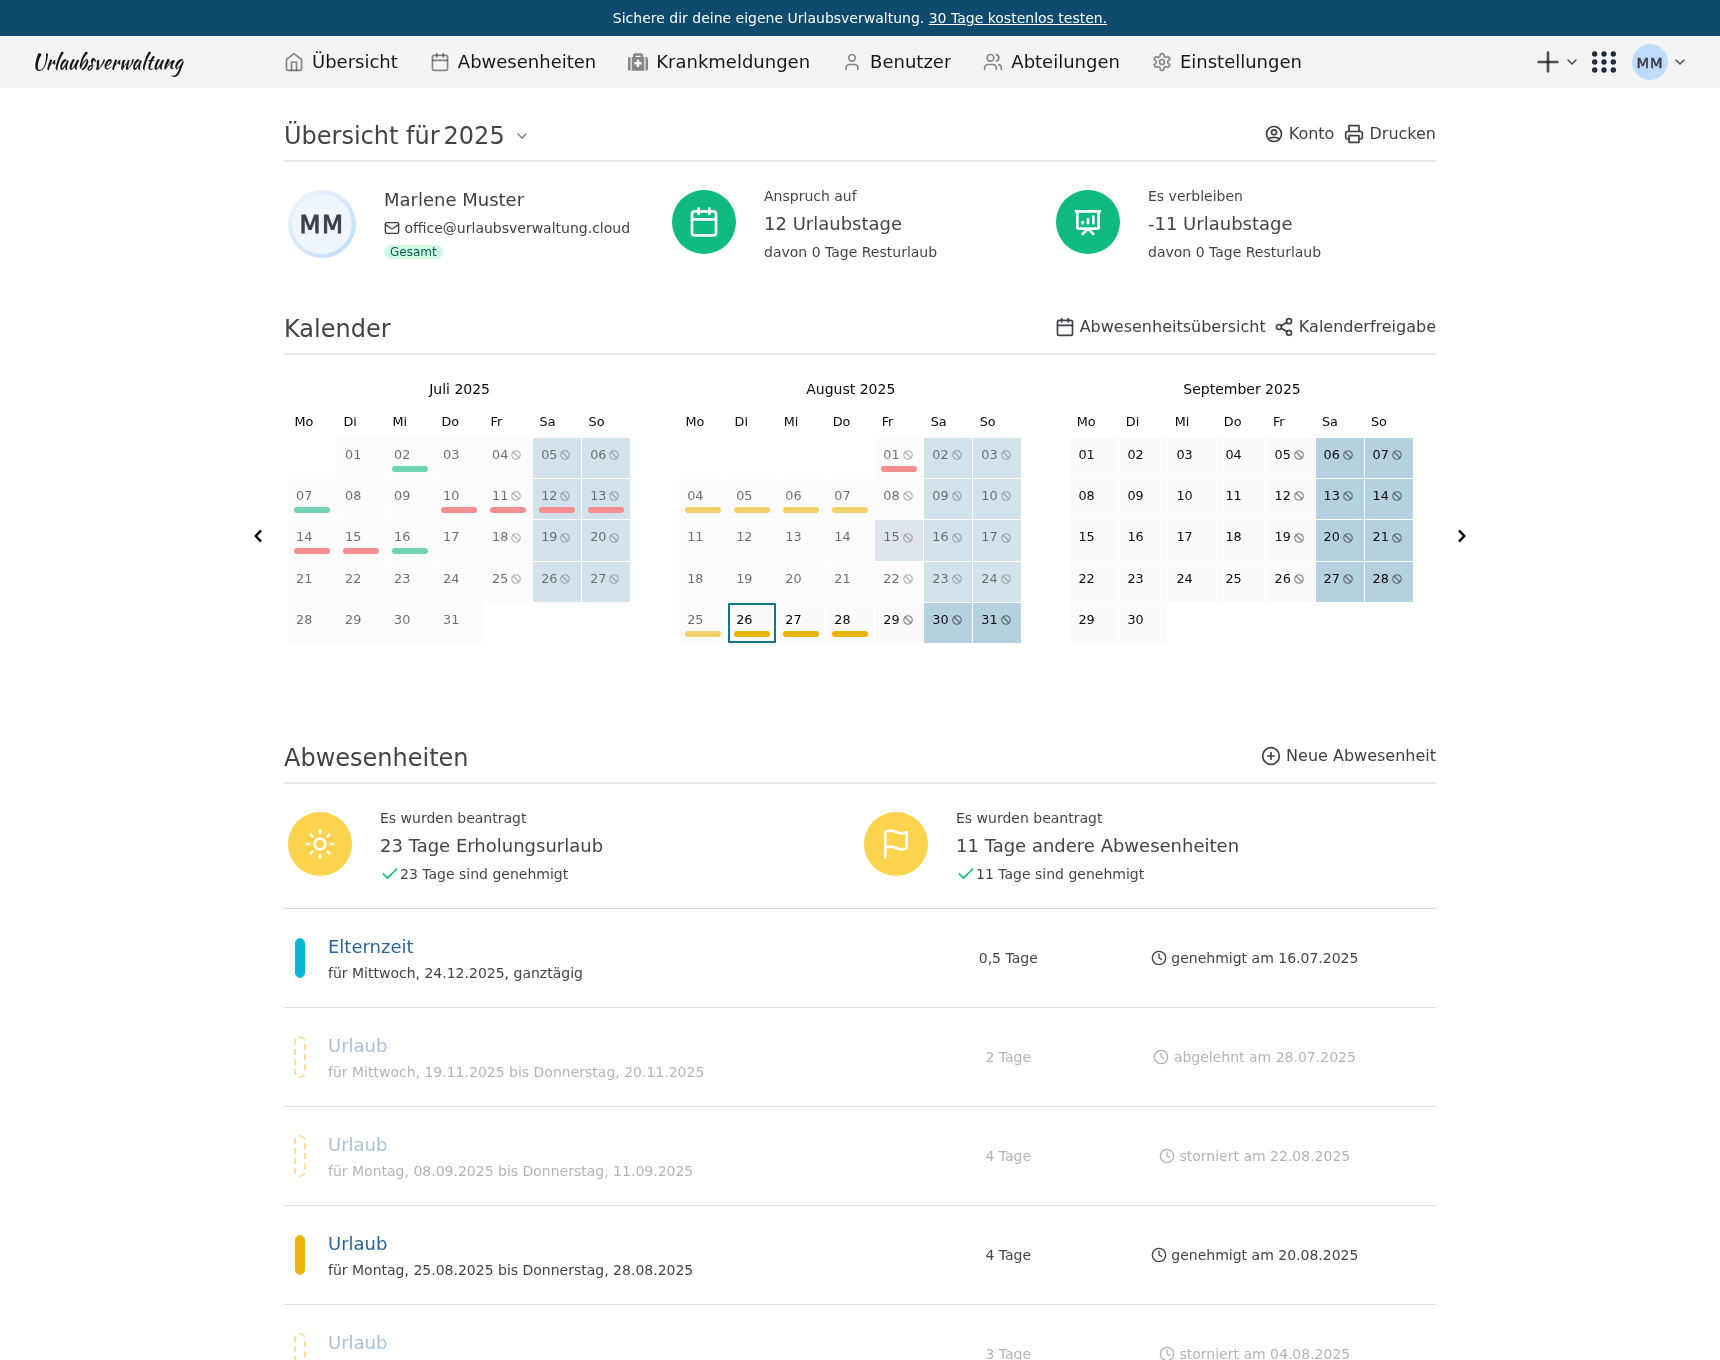 Sichere dir deine eigene Urlaubsverwaltung. 30 Tage kostenlos testen.
Urlaubsverwaltung Übersicht Abwesenheiten Krankmeldungen Benutzer Abteilungen Einstellungen MM
Übersicht für 2025 Konto Drucken
MM
Marlene Muster
office@urlaubsverwaltung.cloud
Gesamt
Anspruch auf
12 Urlaubstage
davon 0 Tage Resturlaub
Es verbleiben
-11 Urlaubstage
davon 0 Tage Resturlaub
Kalender Abwesenheitsübersicht Kalenderfreigabe
Juli 2025
Mo Di Mi Do Fr Sa So
01 02 03 04 05 06
07 08 09 10 11 12 13
14 15 16 17 18 19 20
21 22 23 24 25 26 27
28 29 30 31
August 2025
Mo Di Mi Do Fr Sa So
01 02 03
04 05 06 07 08 09 10
11 12 13 14 15 16 17
18 19 20 21 22 23 24
25 26 27 28 29 30 31
September 2025
Mo Di Mi Do Fr Sa So
01 02 03 04 05 06 07
08 09 10 11 12 13 14
15 16 17 18 19 20 21
22 23 24 25 26 27 28
29 30
Abwesenheiten Neue Abwesenheit
Es wurden beantragt
23 Tage Erholungsurlaub
23 Tage sind genehmigt
Es wurden beantragt
11 Tage andere Abwesenheiten
11 Tage sind genehmigt
Elternzeit
für Mittwoch, 24.12.2025, ganztägig
0,5 Tage
genehmigt am 16.07.2025
Urlaub
für Mittwoch, 19.11.2025 bis Donnerstag, 20.11.2025
2 Tage
abgelehnt am 28.07.2025
Urlaub
für Montag, 08.09.2025 bis Donnerstag, 11.09.2025
4 Tage
storniert am 22.08.2025
Urlaub
für Montag, 25.08.2025 bis Donnerstag, 28.08.2025
4 Tage
genehmigt am 20.08.2025
Urlaub
3 Tage
storniert am 04.08.2025